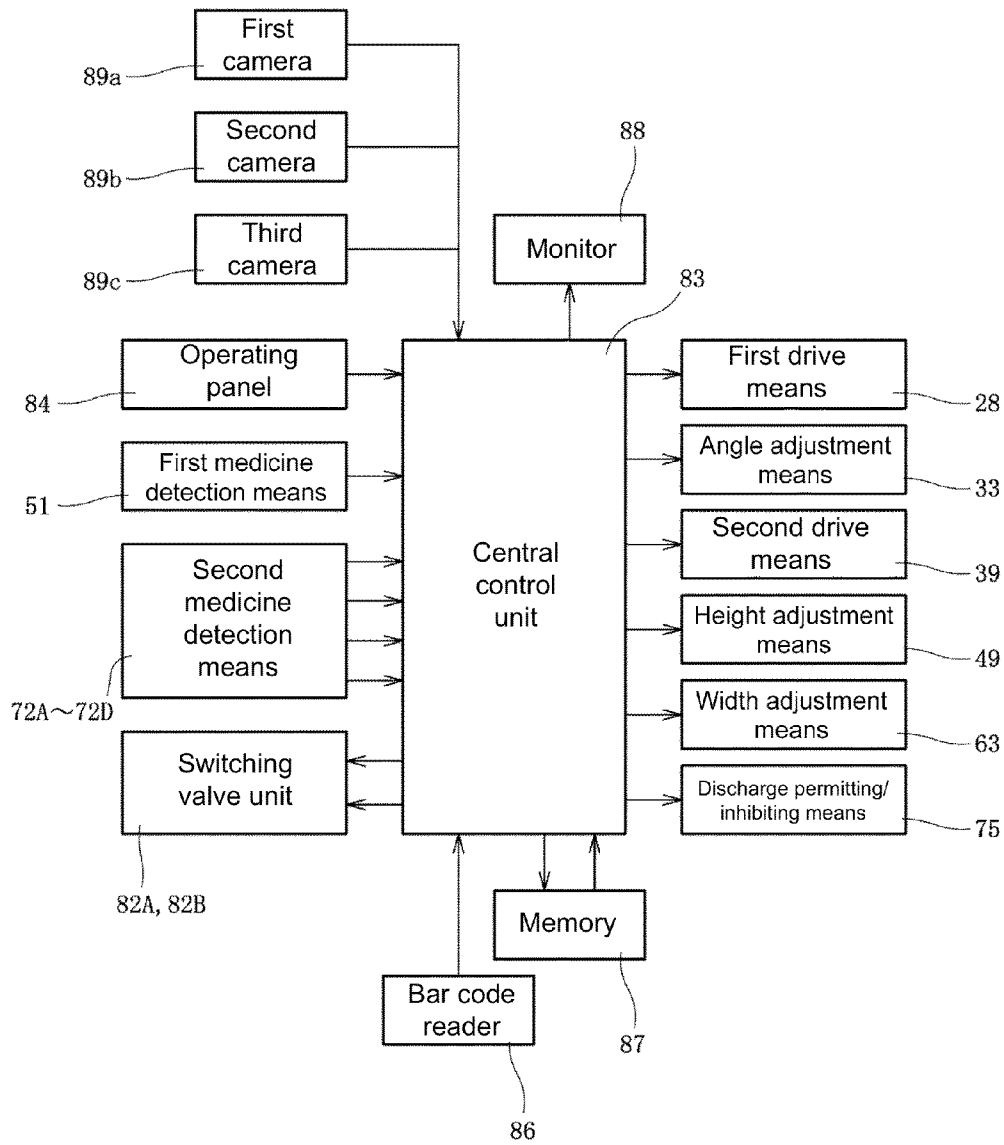 First
camera
89a
Second
camera
89b
Third
camera
89c
88
Monitor
83
Operating
panel
84
First drive
means
28
First medicine
detection means
51
Angle adjustment
means
33
Second
medicine
detection
means
72A～72D
Central
control
unit
Second drive
means
39
Height adjustment
means
49
Width adjustment
means
63
Switching
valve unit
82A, 82B
Discharge permitting/
inhibiting means
75
Memory
87
Bar code
reader
86